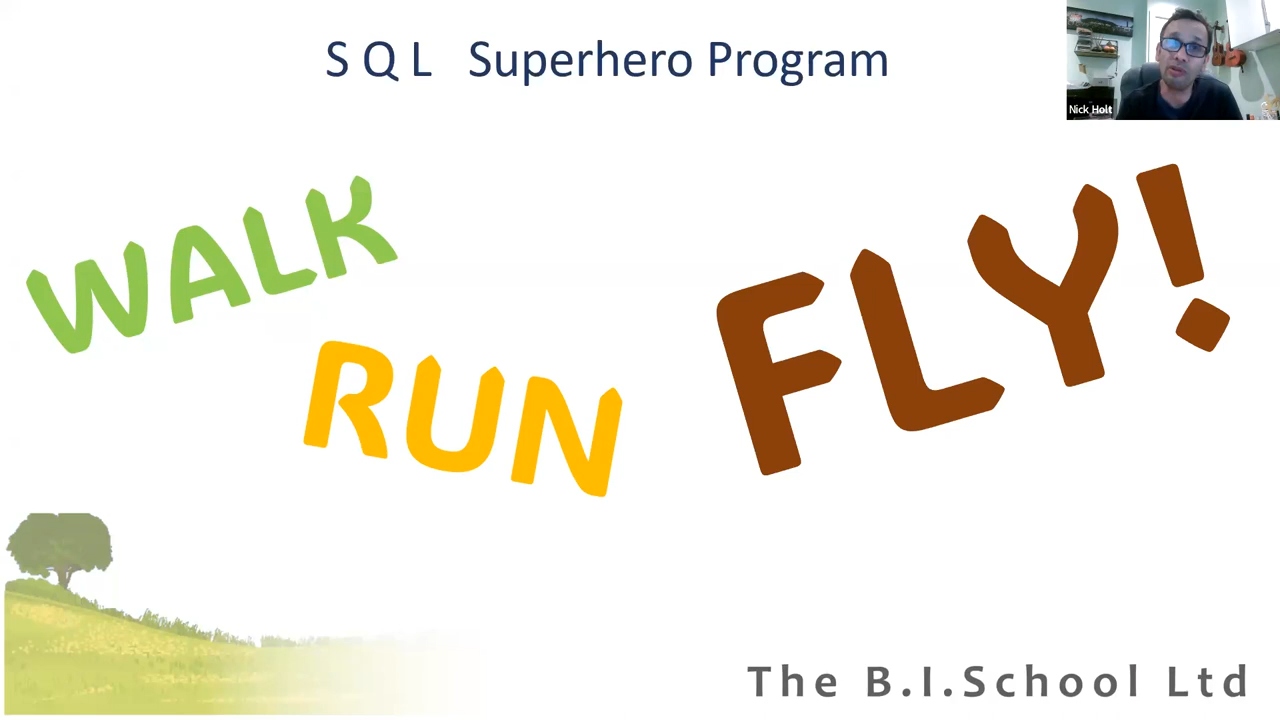 S Q L Superhero Program
Nick Holt
WALK
RUN
FLY!
The B.I.School Ltd